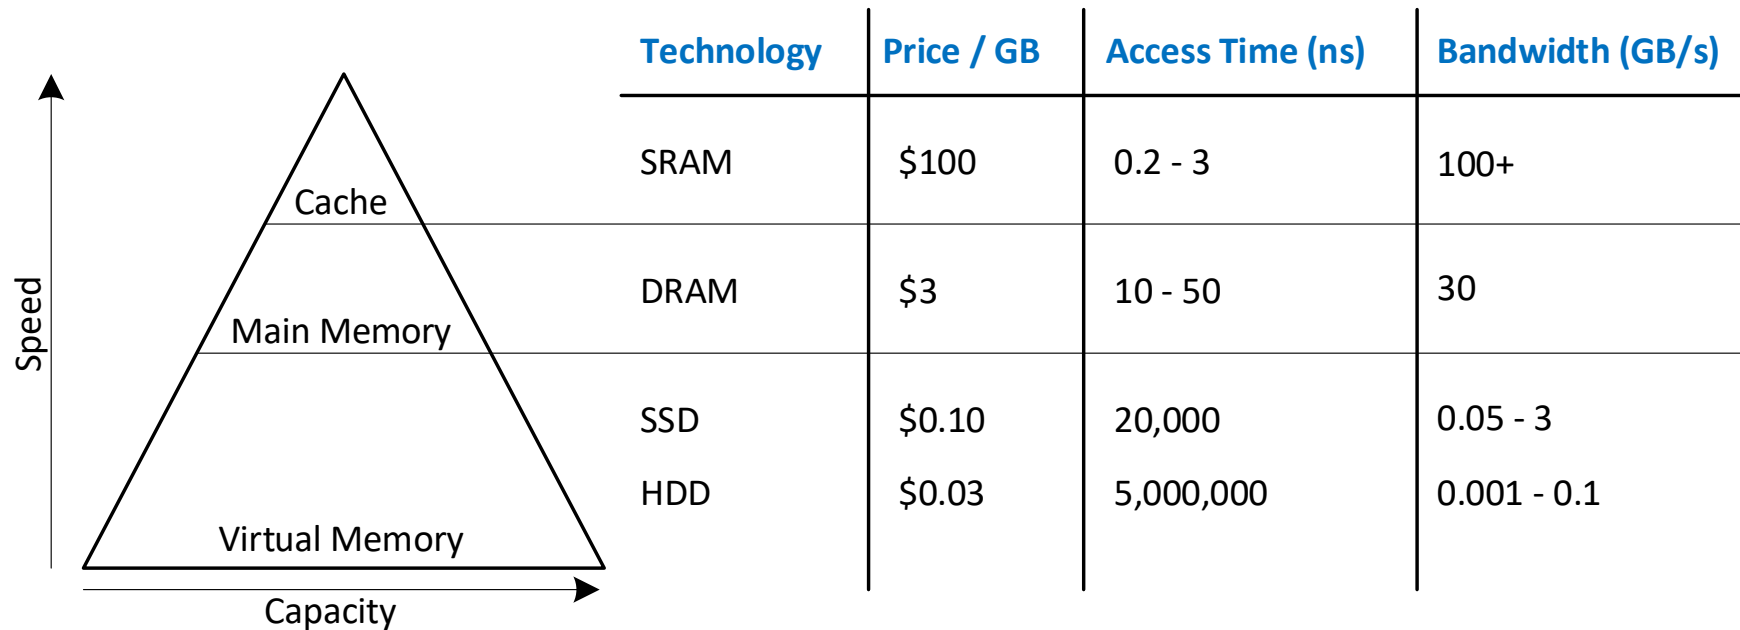 Technology Price / GB Access Time (ns) Bandwidth (GB/s)
SRAM $100 0.2 - 3 100+
Cache
DRAM $3 10 - 50 30
Main Memory
SSD $0.10 20,000 0.05 - 3
HDD $0.03 5,000,000 0.001 - 0.1
Virtual Memory
Speed
Capacity